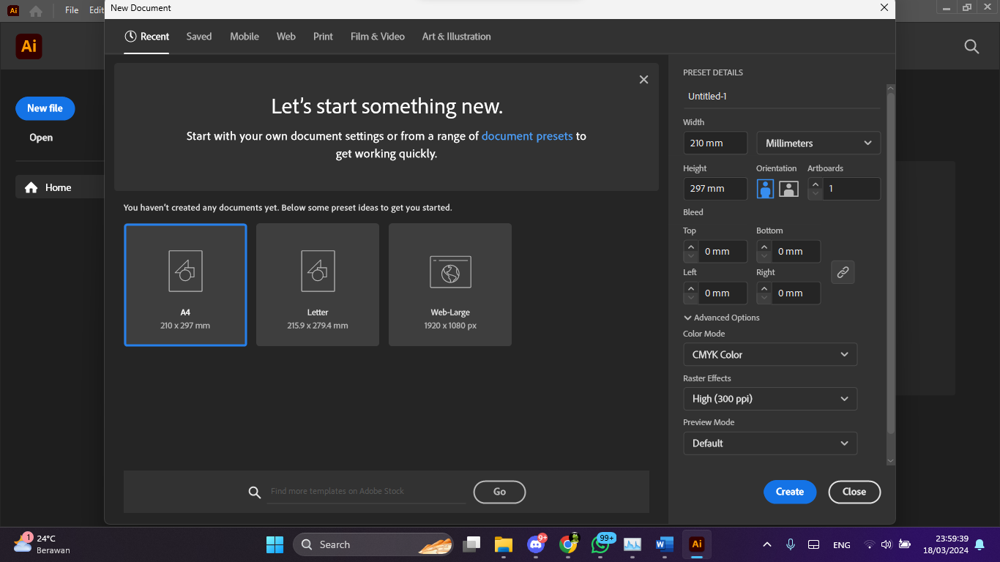 Ai
File Edit
New Document
Ai
New file
Open
Home
Recent Saved Mobile Web Print Film & Video Art & Illustration
Let's start something new.
Start with your own document settings or from a range of document presets to
get working quickly.
You haven't created any documents yet. Below some preset ideas to get you started.
A4
210 x 297 mm
Letter
215.9 x 279.4 mm
Web-Large
1920 x 1080 px
Find more templates on Adobe Stock
Go
PRESET DETAILS
Untitled-1
Width
210 mm Millimeters
Height Orientation Artboards
297 mm 1
Bleed
Top Bottom
0 mm 0 mm
Left Right
0 mm 0 mm
Advanced Options
Color Mode
CMYK Color
Raster Effects
High (300 ppi)
Preview Mode
Default
Create Close
1
24°C
Berawan
Search
9+
99+
W
Ai
ENG
23:59:39
18/03/2024